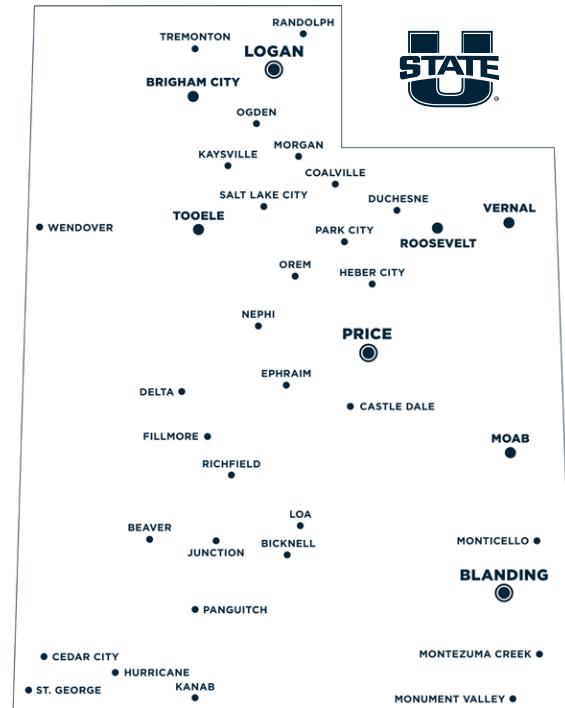 RANDOLPH
TREMONTON
LOGAN
U
STATE
®
BRIGHAM CITY
OGDEN
MORGAN
KAYSVILLE
COALVILLE
SALT LAKE CITY
DUCHESNE
TOOELE
VERNAL
WENDOVER
PARK CITY
ROOSEVELT
OREM
HEBER CITY
NEPHI
PRICE
EPHRAIM
DELTA
CASTLE DALE
FILLMORE
MOAB
RICHFIELD
LOA
BEAVER
JUNCTION
BICKNELL
MONTICELLO
BLANDING
PANGUITCH
CEDAR CITY
MONTEZUMA CREEK
HURRICANE
ST. GEORGE
KANAB
MONUMENT VALLEY